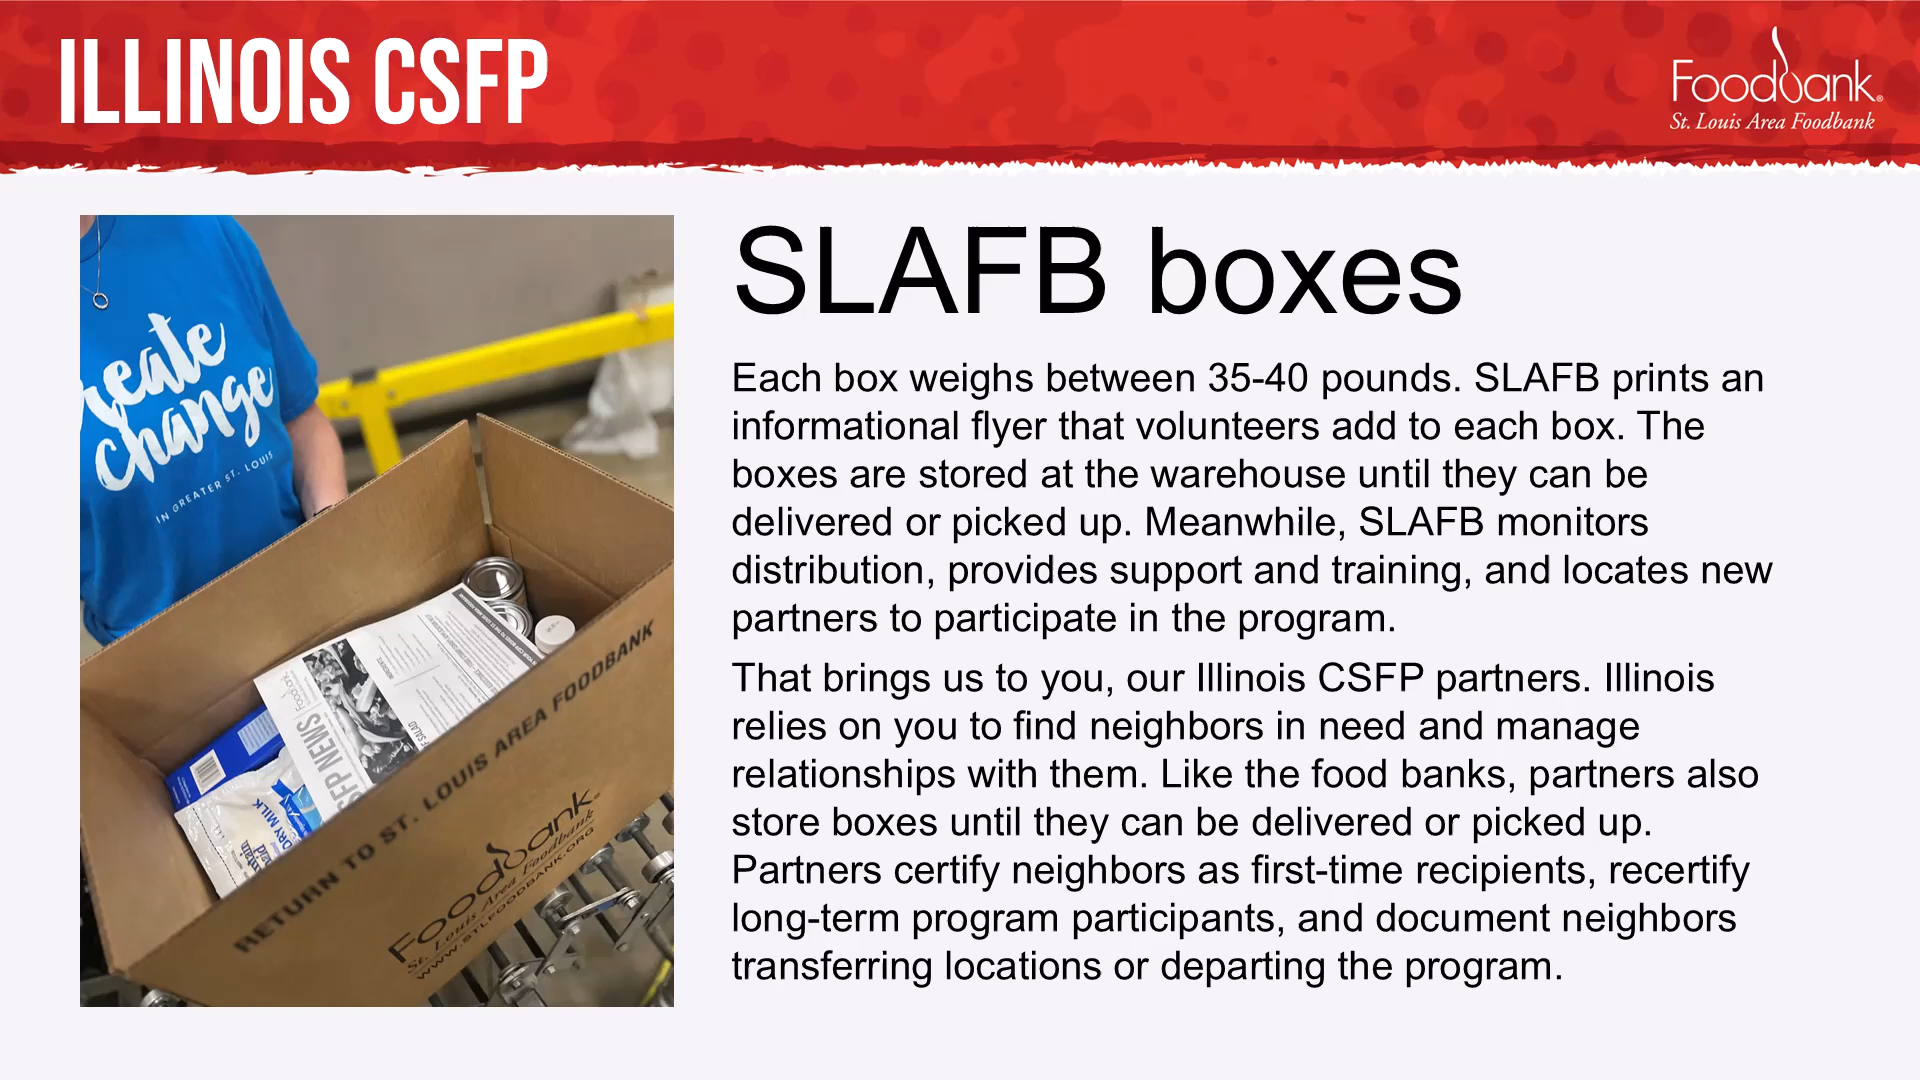 ILLINOIS CSFP
Foodbank®
St. Louis Area Foodbank
create
change
IN GREATER ST. LOUIS
CSFP NEWS
DRY MILK
RETURN TO ST. LOUIS AREA FOODBANK
Foodbank
St. Louis Area Foodbank
WWW.STLFOODBANK.ORG
SLAFB boxes
Each box weighs between 35-40 pounds. SLAFB prints an
informational flyer that volunteers add to each box. The
boxes are stored at the warehouse until they can be
delivered or picked up. Meanwhile, SLAFB monitors
distribution, provides support and training, and locates new
partners to participate in the program.
That brings us to you, our Illinois CSFP partners. Illinois
relies on you to find neighbors in need and manage
relationships with them. Like the food banks, partners also
store boxes until they can be delivered or picked up.
Partners certify neighbors as first-time recipients, recertify
long-term program participants, and document neighbors
transferring locations or departing the program.